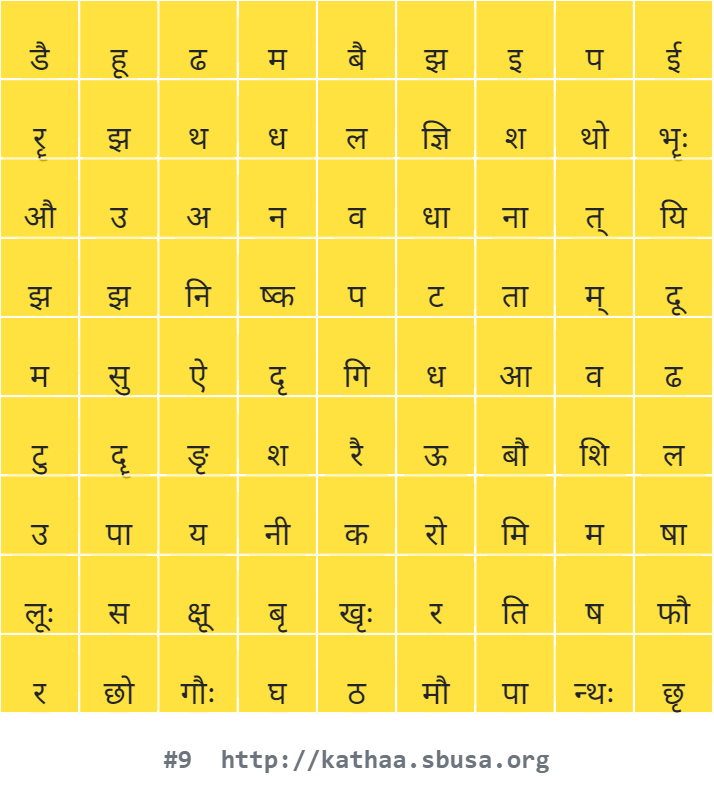 डै हू ढ म बै झ इ प ई
रॄ झ थ ध ल ज्ञि श थो भॄः
औ उ अ न व धा ना त् यि
झ झ नि ष्क प ट ता म् दू
म सु ऐ दृ गि ध आ व ढ
टु दॄ ङृ श रै ऊ बौ शि ल
उ पा य नी क रो मि म षा
लूः स क्षू बृ खृः र ति ष फौ
र छो गौः घ ठ मौ पा न्थः छृ
#9 http://kathaa.sbusa.org